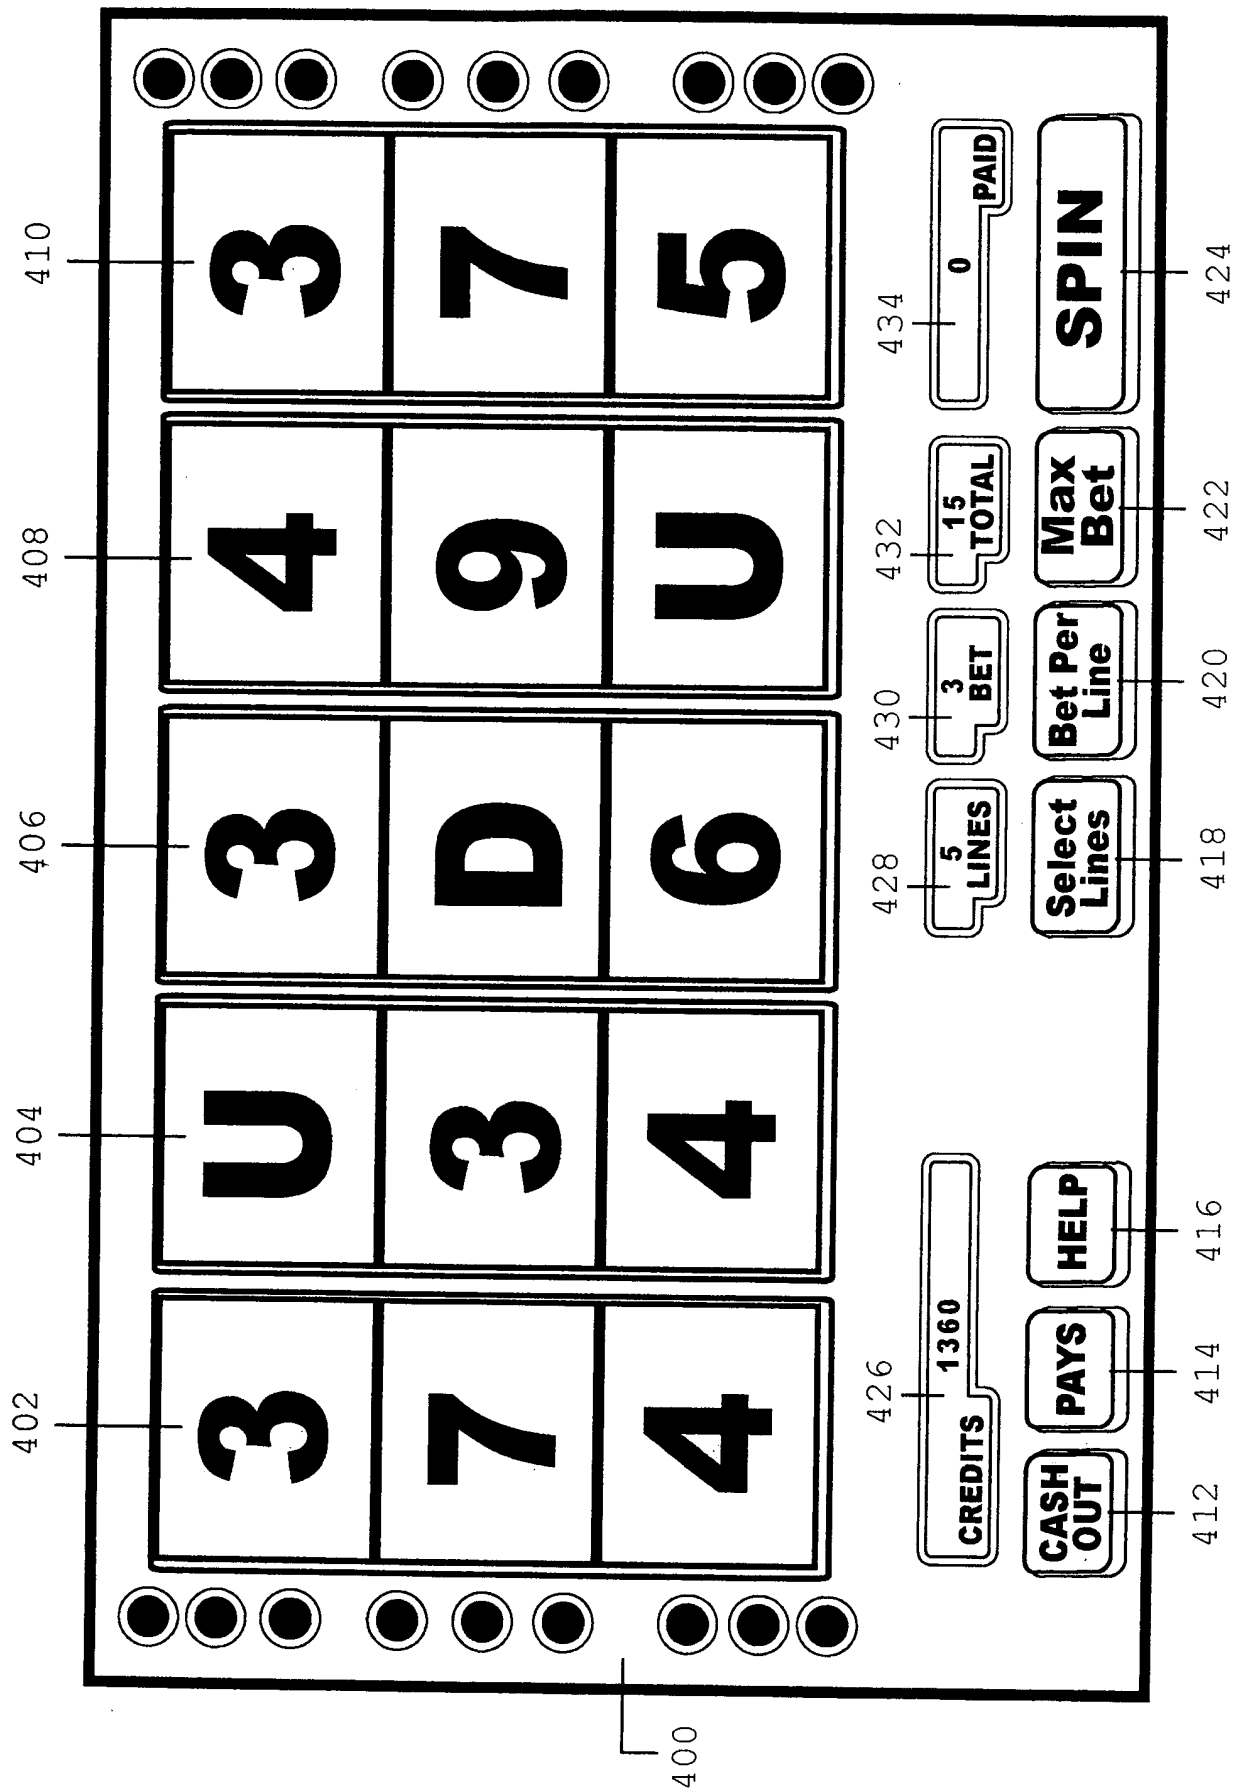 402 404 406 408 410
3 U 3 4 3
7 3 D 9 7
4 4 6 U 5
400
426 428 430 432 434
1360 5 3 15 0
CREDITS LINES BET TOTAL PAID
CASH OUT
PAYS
HELP
Select Lines
Bet Per Line
Max Bet
SPIN
412 414 416 418 420 422 424